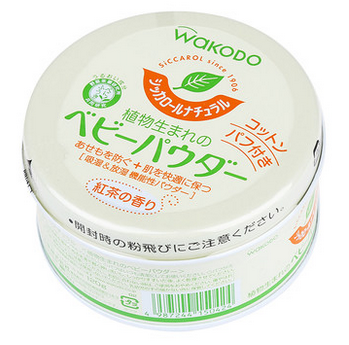 WAKODO
SICCAROL since 1906
シッカロールナチュラル
コットン
パフ付き
植物生まれの
ベビーパウダー
あせもを防ぐ+肌を快適に保つ
[ 吸湿&放湿 機能性パウダー ]
紅茶の香り
•開封時の粉飛びにご注意ください。
4 987244 150424